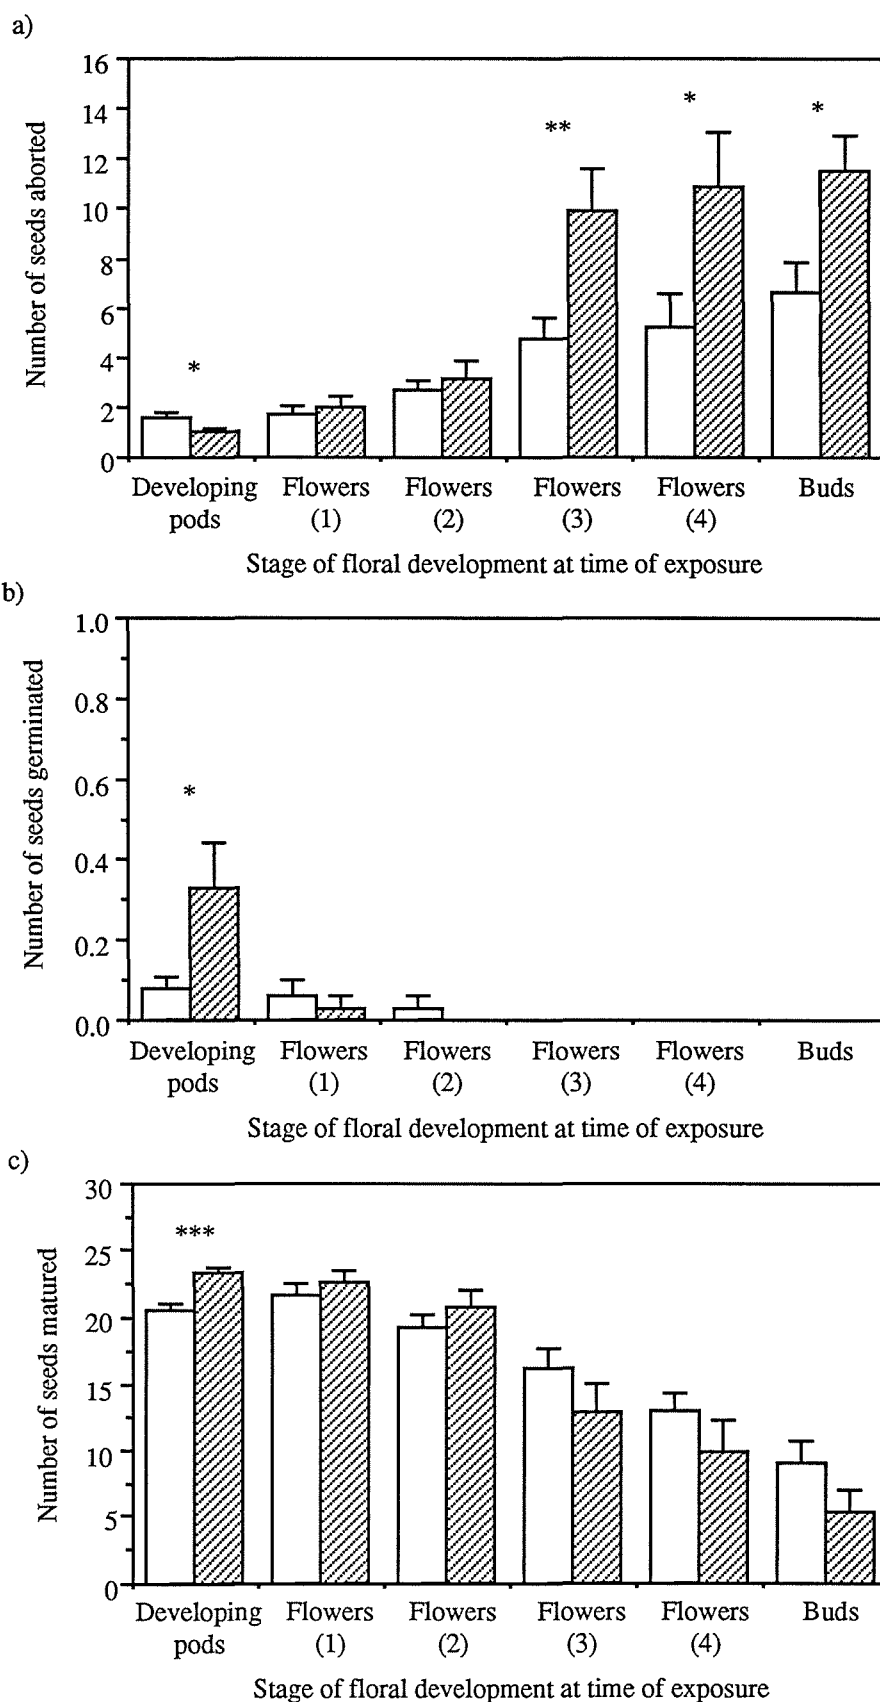 a)
16
14
12
10
8
6
4
2
0
Number of seeds aborted
*
**
*
*
Developing pods
Flowers (1)
Flowers (2)
Flowers (3)
Flowers (4)
Buds
Stage of floral development at time of exposure
b)
1.0
0.8
0.6
0.4
0.2
0.0
Number of seeds germinated
*
Developing pods
Flowers (1)
Flowers (2)
Flowers (3)
Flowers (4)
Buds
Stage of floral development at time of exposure
c)
30
25
20
15
10
5
0
Number of seeds matured
***
Developing pods
Flowers (1)
Flowers (2)
Flowers (3)
Flowers (4)
Buds
Stage of floral development at time of exposure